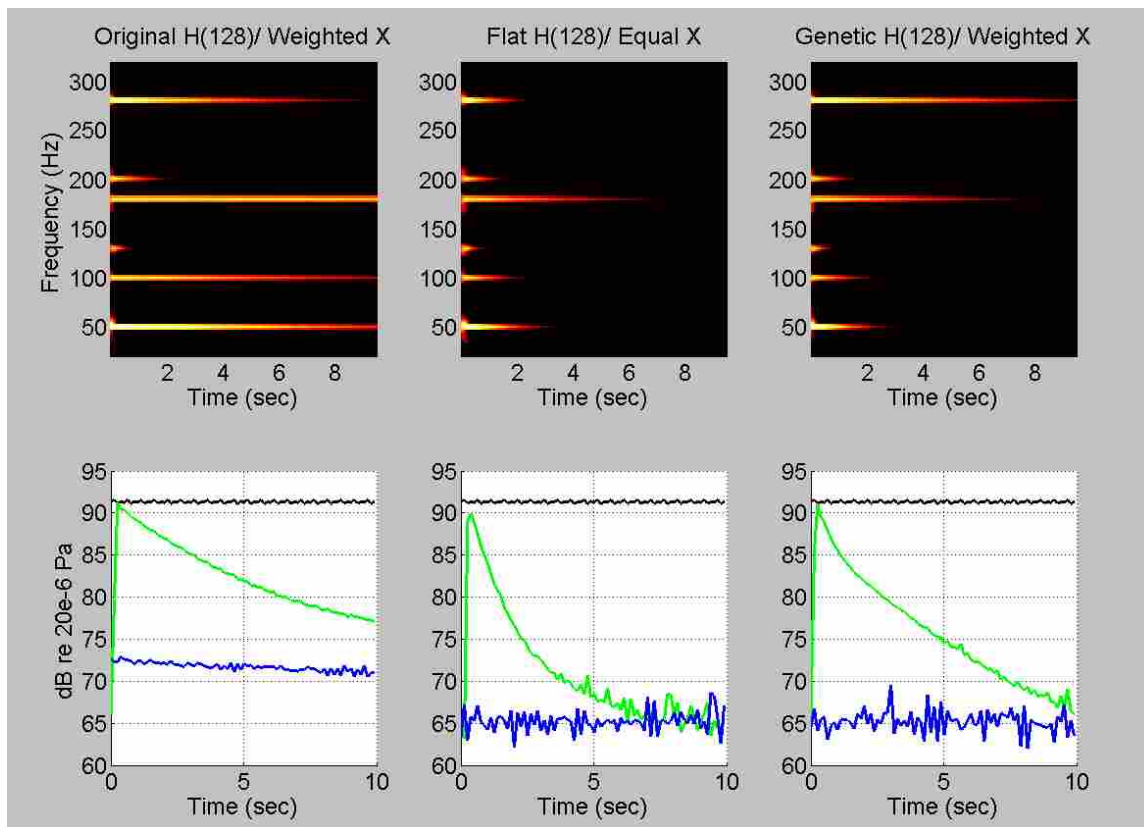 Original H(128)/ Weighted X
Flat H(128)/ Equal X
Genetic H(128)/ Weighted X
Frequency (Hz)
300
250
200
150
100
50
2 4 6 8
Time (sec)
300
250
200
150
100
50
2 4 6 8
Time (sec)
300
250
200
150
100
50
2 4 6 8
Time (sec)
dB re 20e-6 Pa
95
90
85
80
75
70
65
60
0 5 10
Time (sec)
95
90
85
80
75
70
65
60
0 5 10
Time (sec)
95
90
85
80
75
70
65
60
0 5 10
Time (sec)